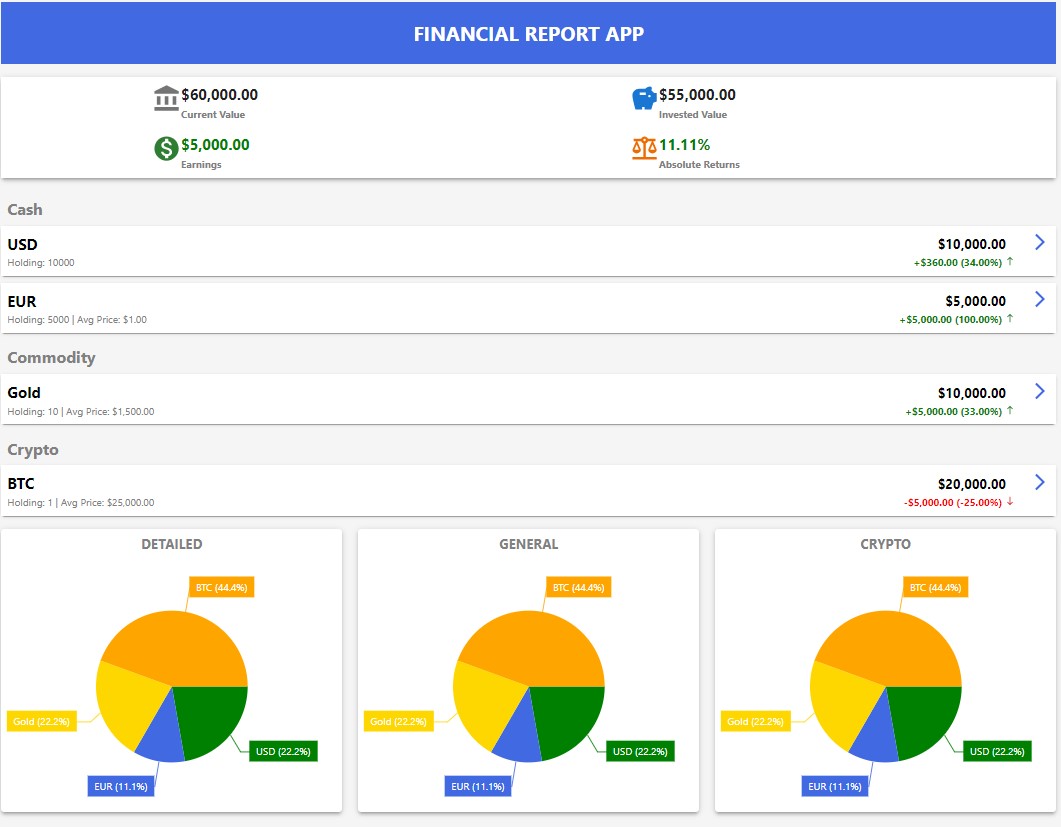 FINANCIAL REPORT APP
$60,000.00
Current Value
$55,000.00
Invested Value
$5,000.00
Earnings
11.11%
Absolute Returns
Cash
USD
$10,000.00
Holding: 10000
+$360.00 (34.00%) ↑
EUR
$5,000.00
Holding: 5000 | Avg Price: $1.00
+$5,000.00 (100.00%) ↑
Commodity
Gold
$10,000.00
Holding: 10 | Avg Price: $1,500.00
+$5,000.00 (33.00%) ↑
Crypto
BTC
$20,000.00
Holding: 1 | Avg Price: $25,000.00
-$5,000.00 (-25.00%) ↓
DETAILED
BTC (44.4%)
Gold (22.2%)
USD (22.2%)
EUR (11.1%)
GENERAL
BTC (44.4%)
Gold (22.2%)
USD (22.2%)
EUR (11.1%)
CRYPTO
BTC (44.4%)
Gold (22.2%)
USD (22.2%)
EUR (11.1%)